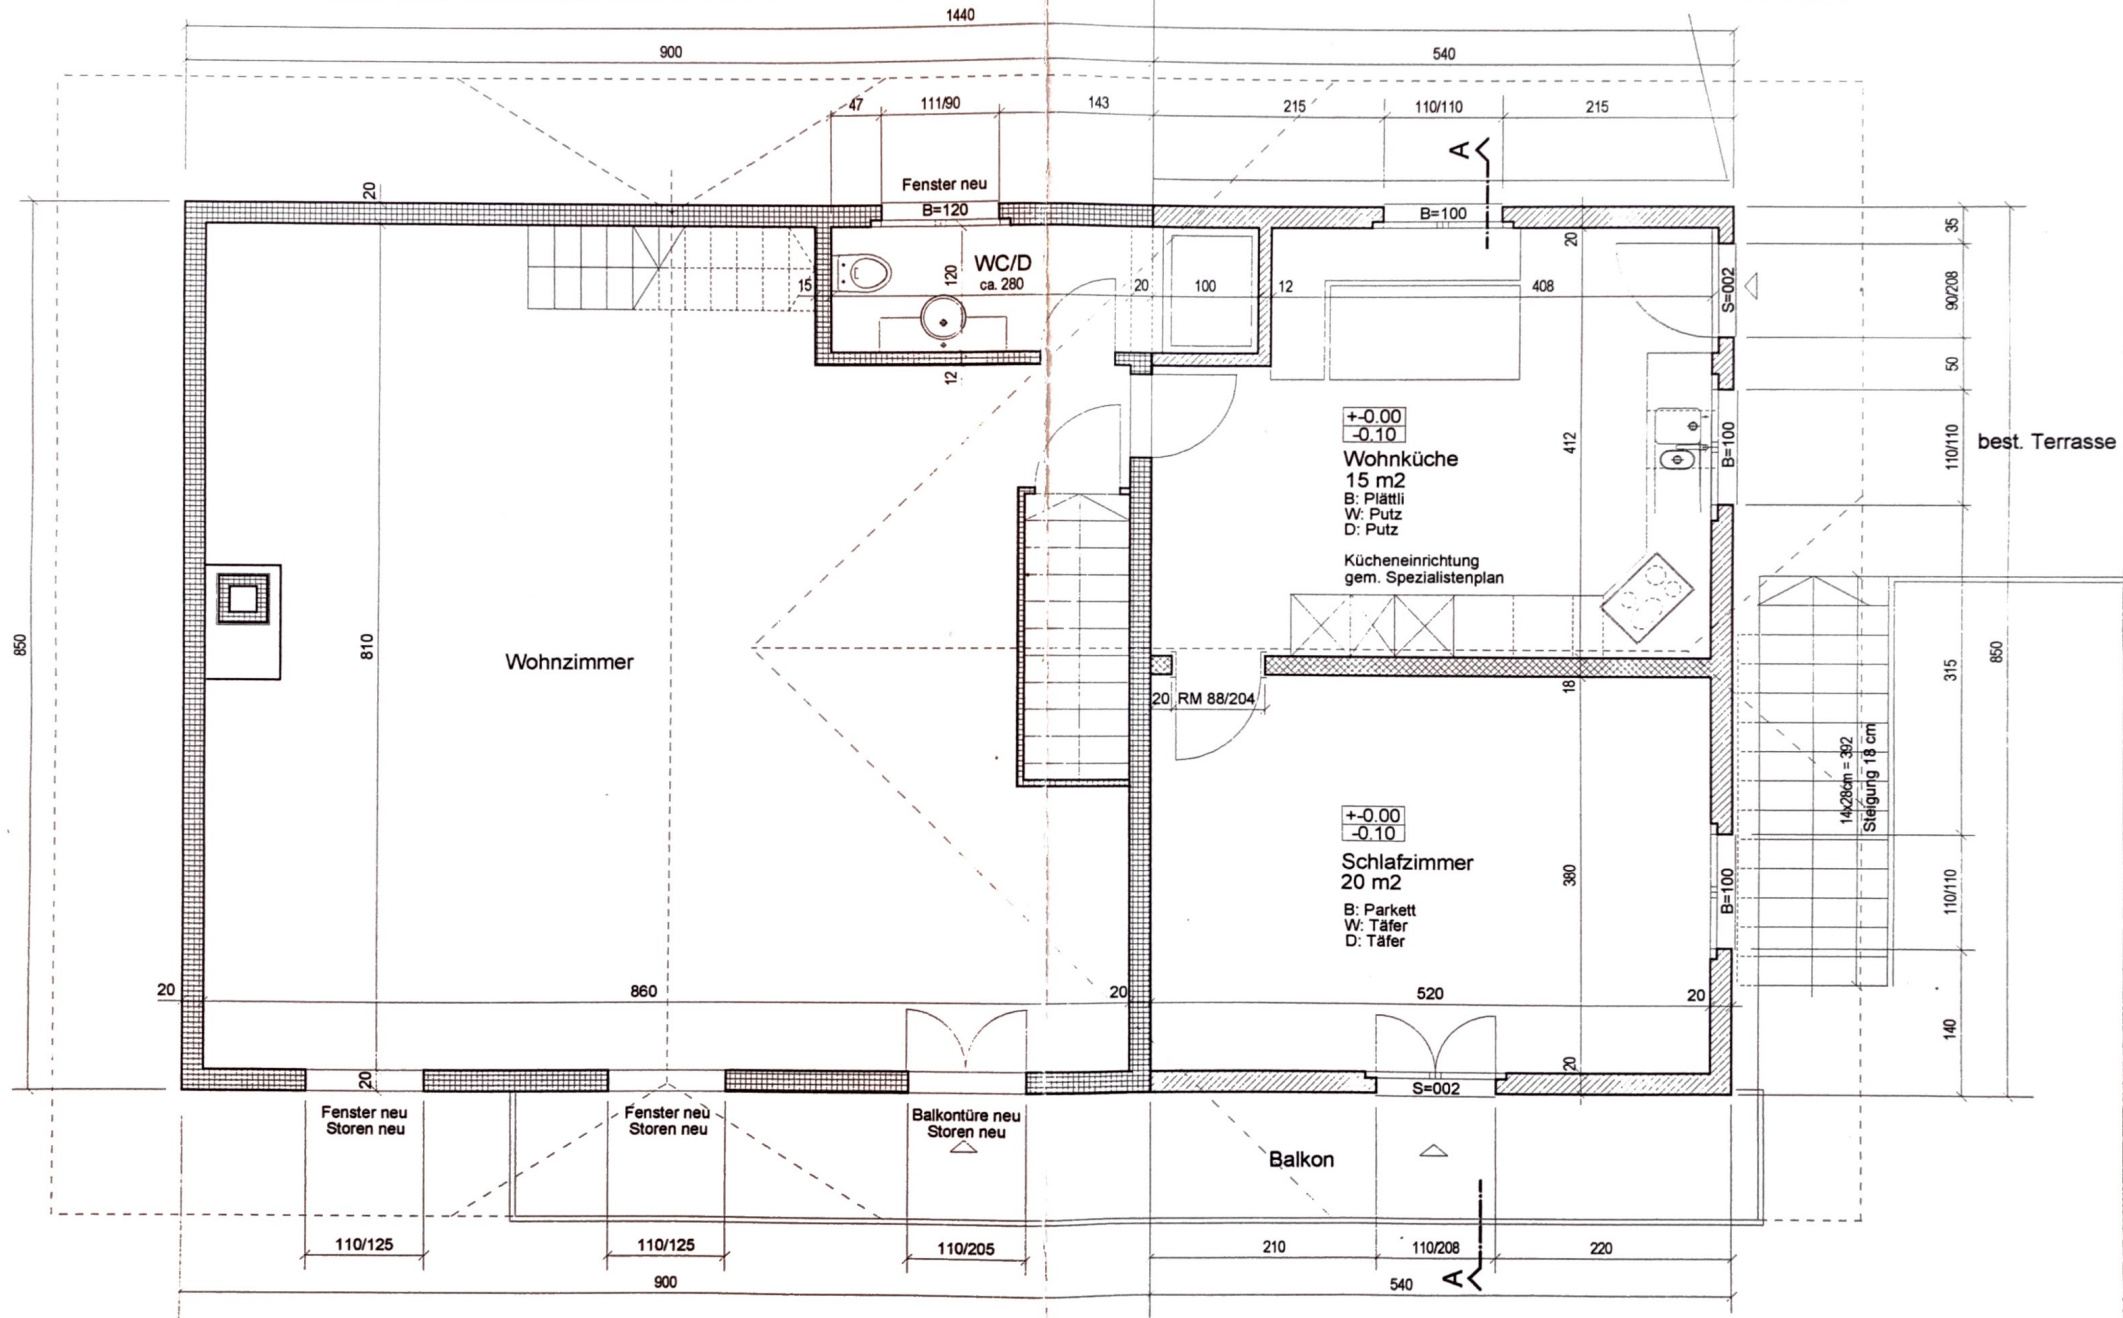 1440
900
540
47
111/90
143
215
110/110
215
A
20
Fenster neu
B=120
B=100
20
35
WC/D
ca. 280
120
15
20
100
12
408
S=002
90/208
12
50
+-0.00
-0.10
Wohnküche
15 m2
B: Plättli
W: Putz
D: Putz
412
B=100
110/110
best. Terrasse
Kücheneinrichtung
gem. Spezialistenplan
850
810
Wohnzimmer
850
315
20
RM 88/204
18
14x28cm = 392
Steigung 18 cm
+-0.00
-0.10
Schlafzimmer
20 m2
B: Parkett
W: Täfer
D: Täfer
380
B=100
110/110
20
860
20
520
20
140
20
20
S=002
Fenster neu
Storen neu
Fenster neu
Storen neu
Balkontüre neu
Storen neu
Balkon
110/125
110/125
110/205
210
110/208
220
A
900
540